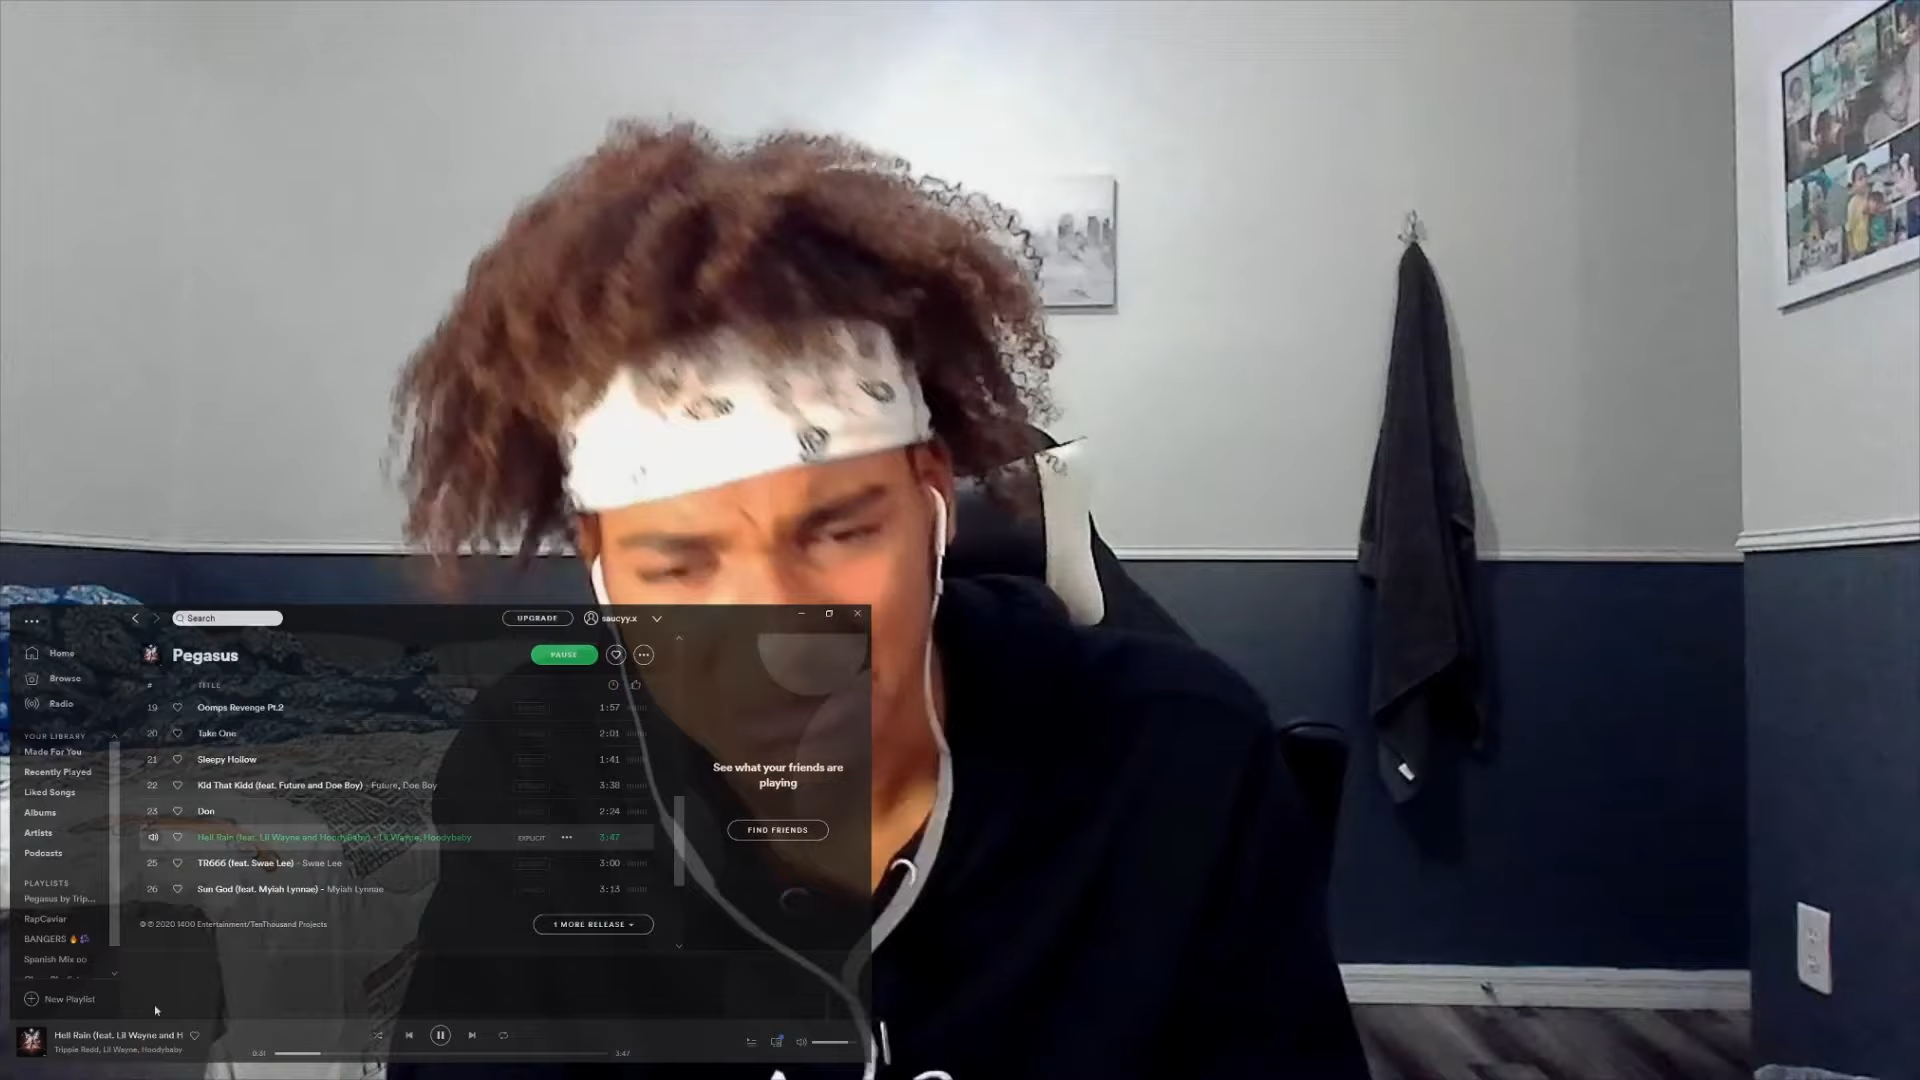 Search
UPGRADE
saucyy.x
Home
Browse
Radio
YOUR LIBRARY
Made For You
Recently Played
Liked Songs
Albums
Artists
Podcasts
PLAYLISTS
Pegasus by Trip...
RapCaviar
BANGERS 🔥
Spanish Mix
New Playlist
Pegasus
PAUSE
# TITLE
19 Oomps Revenge Pt.2 1:57
20 Take One 2:01
21 Sleepy Hollow 1:41
22 Kid That Kidd (feat. Future and Doe Boy) - Future, Doe Boy 3:38
23 Don 2:24
Hell Rain (feat. Lil Wayne and HoodyBaby) - Lil Wayne, Hoodybaby EXPLICIT 3:47
25 TR666 (feat. Swae Lee) - Swae Lee 3:00
26 Sun God (feat. Myiah Lynnae) - Myiah Lynnae 3:13
© ℗ 2020 1400 Entertainment/TenThousand Projects
1 MORE RELEASE
See what your friends are
playing
FIND FRIENDS
Hell Rain (feat. Lil Wayne and H
Trippie Redd, Lil Wayne, Hoodybaby
0:31
3:47